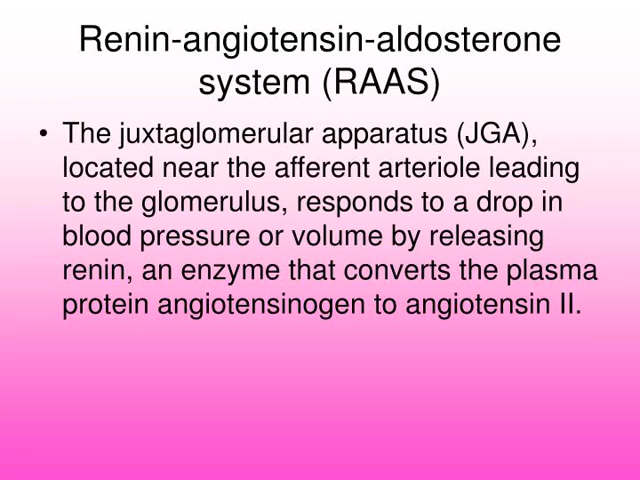 Renin-angiotensin-aldosterone
system (RAAS)
• The juxtaglomerular apparatus (JGA),
located near the afferent arteriole leading
to the glomerulus, responds to a drop in
blood pressure or volume by releasing
renin, an enzyme that converts the plasma
protein angiotensinogen to angiotensin II.